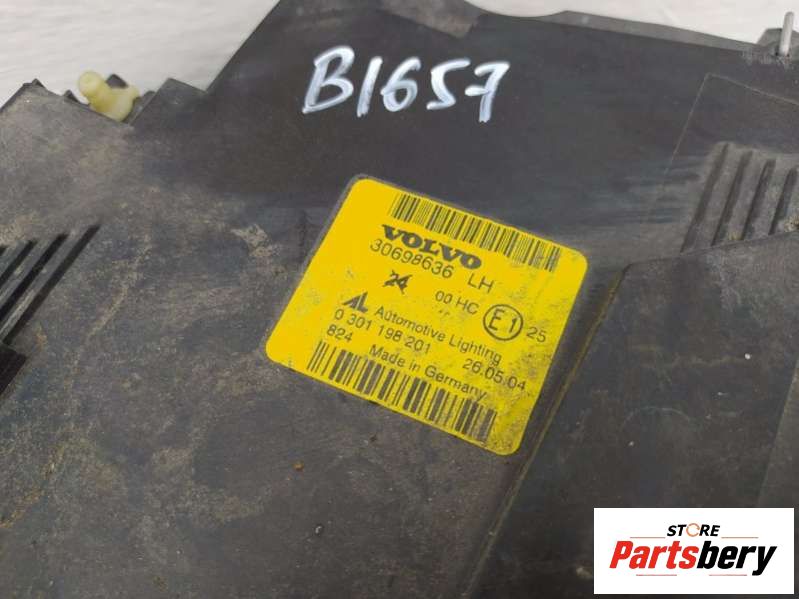 B1657
VOLVO
30698636 LH
24
00 HC E1 25
AL Automotive Lighting
0 301 198 201 26.05.04
824 Made in Germany
STORE
Partsbery